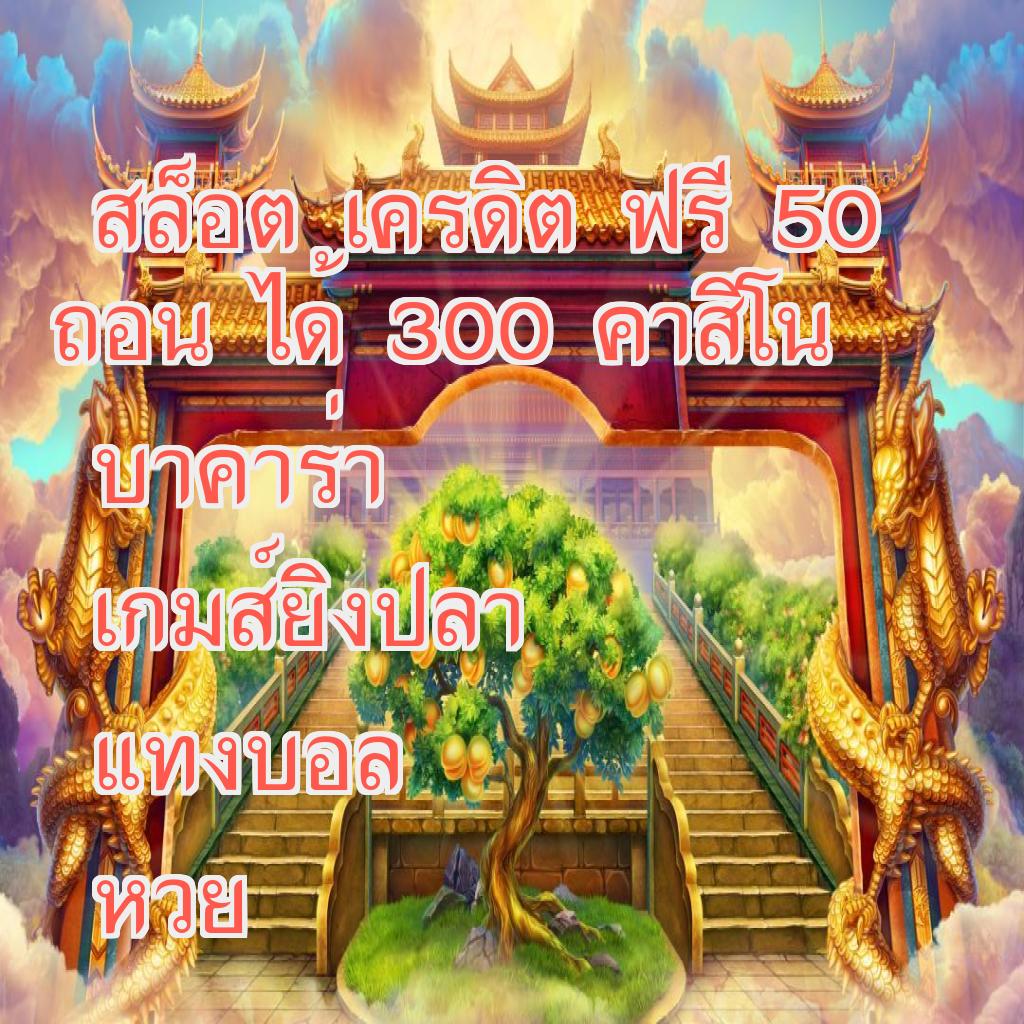 สล็อต เครดิต ฟรี 50
ถอน ได้ 300 คาสิโน
บาคาร่า
เกมส์ยิงปลา
แทงบอล
หวย